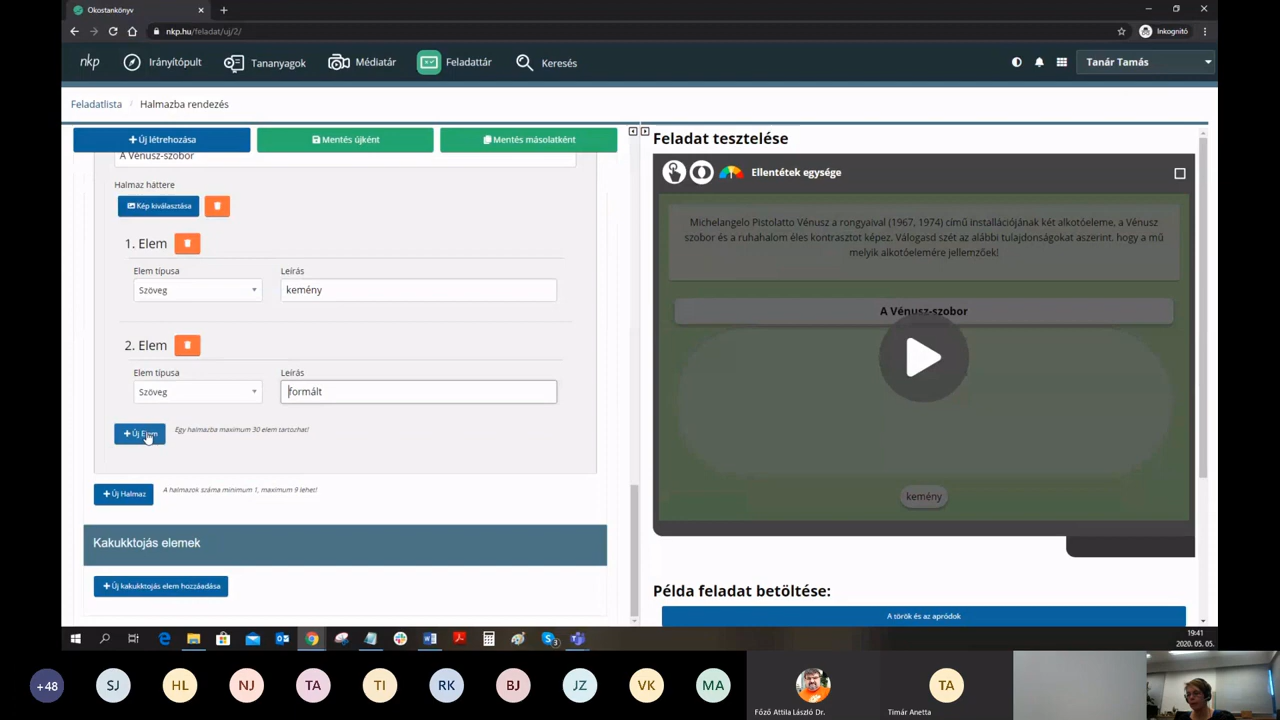 Okostankönyv
nkp.hu/feladat/uj/2/
Inkognitó
nkp
Irányítópult
Tananyagok
Médiatár
Feladattár
Keresés
Tanár Tamás
Feladatlista / Halmazba rendezés
+ Új létrehozása
Mentés újként
Mentés másolatként
A Vénusz-szobor
Halmaz háttere
Kép kiválasztása
1. Elem
Elem típusa
Leírás
Szöveg
kemény
2. Elem
Elem típusa
Leírás
Szöveg
formált
+ Új Elem
Egy halmazba maximum 30 elem tartozhat!
+ Új Halmaz
A halmazok száma minimum 1, maximum 9 lehet!
Kakukktojás elemek
+ Új kakukktojás elem hozzáadása
Feladat tesztelése
Ellentétek egysége
Michelangelo Pistolatto Vénusz a rongyaival (1967, 1974) című installációjának két alkotóeleme, a Vénusz
szobor és a ruhahalom éles kontrasztot képez. Válogasd szét az alábbi tulajdonságokat aszerint, hogy a mű
melyik alkotóelemére jellemzőek!
A Vénusz-szobor
kemény
Példa feladat betöltése:
A török és az apródok
19:41
2020. 05. 05.
+48
SJ
HL
NJ
TA
TI
RK
BJ
JZ
VK
MA
TA
Főző Attila László Dr.
Timár Anetta